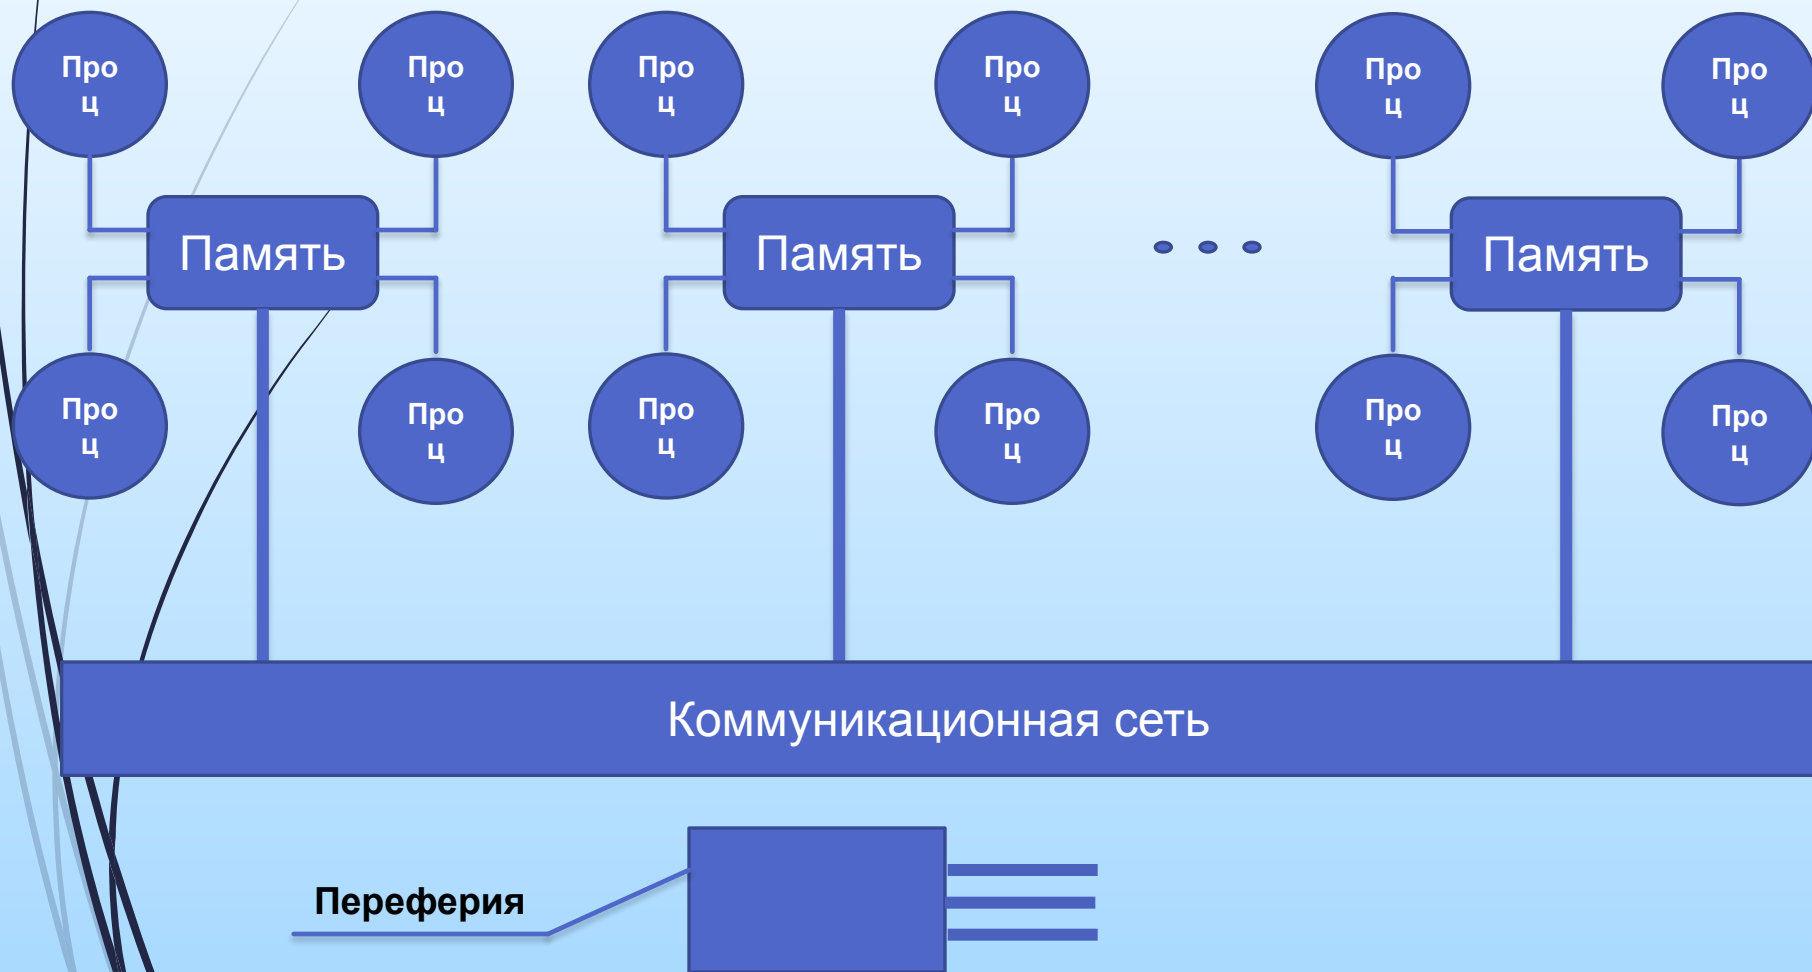 Про
ц
Про
ц
Про
ц
Про
ц
Про
ц
Про
ц
Память
Память
Память
Про
ц
Про
ц
Про
ц
Про
ц
Про
ц
Про
ц
Коммуникационная сеть
Переферия